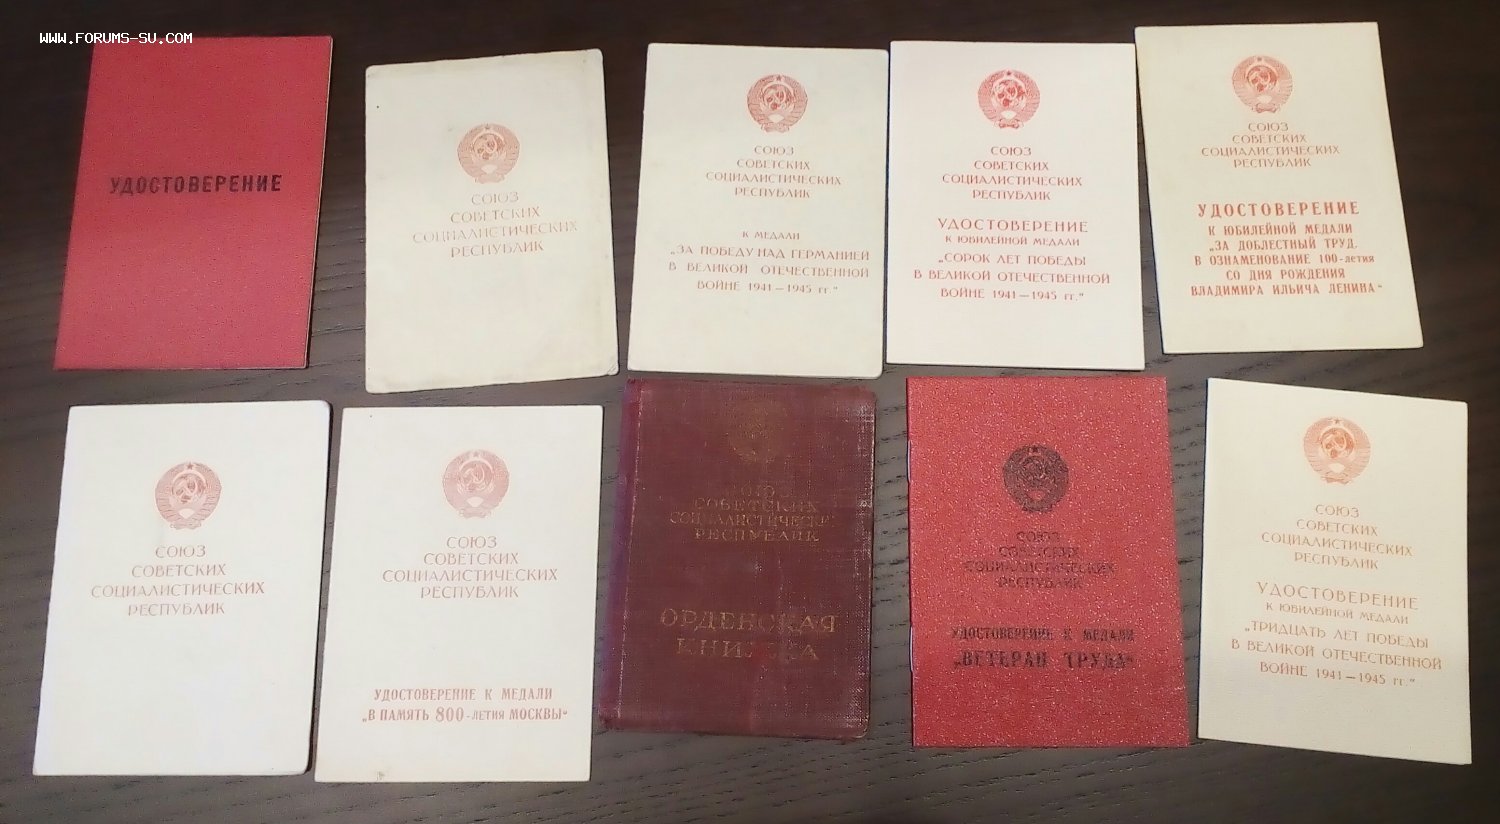 WWW.FORUMS-SU.COM
УДОСТОВЕРЕНИЕ
СОЮЗ
СОВЕТСКИХ
СОЦИАЛИСТИЧЕСКИХ
РЕСПУБЛИК
СОЮЗ
СОВЕТСКИХ
СОЦИАЛИСТИЧЕСКИХ
РЕСПУБЛИК
К МЕДАЛИ
„ЗА ПОБЕДУ НАД ГЕРМАНИЕЙ
В ВЕЛИКОЙ ОТЕЧЕСТВЕННОЙ
ВОЙНЕ 1941—1945 гг."
СОЮЗ
СОВЕТСКИХ
СОЦИАЛИСТИЧЕСКИХ
РЕСПУБЛИК
УДОСТОВЕРЕНИЕ
К ЮБИЛЕЙНОЙ МЕДАЛИ
„СОРОК ЛЕТ ПОБЕДЫ
В ВЕЛИКОЙ ОТЕЧЕСТВЕННОЙ
ВОЙНЕ 1941—1945 гг."
СОЮЗ
СОВЕТСКИХ
СОЦИАЛИСТИЧЕСКИХ
РЕСПУБЛИК
УДОСТОВЕРЕНИЕ
К ЮБИЛЕЙНОЙ МЕДАЛИ
„ЗА ДОБЛЕСТНЫЙ ТРУД.
В ОЗНАМЕНОВАНИЕ 100-летия
СО ДНЯ РОЖДЕНИЯ
ВЛАДИМИРА ИЛЬИЧА ЛЕНИНА"
СОЮЗ
СОВЕТСКИХ
СОЦИАЛИСТИЧЕСКИХ
РЕСПУБЛИК
СОЮЗ
СОВЕТСКИХ
СОЦИАЛИСТИЧЕСКИХ
РЕСПУБЛИК
УДОСТОВЕРЕНИЕ К МЕДАЛИ
„В ПАМЯТЬ 800-ЛЕТИЯ МОСКВЫ"
СОЮЗ
СОВЕТСКИХ
СОЦИАЛИСТИЧЕСКИХ
РЕСПУБЛИК
ОРДЕНСКАЯ
КНИЖКА
СОЮЗ
СОВЕТСКИХ
СОЦИАЛИСТИЧЕСКИХ
РЕСПУБЛИК
УДОСТОВЕРЕНИЕ К МЕДАЛИ
„ВЕТЕРАН ТРУДА"
СОЮЗ
СОВЕТСКИХ
СОЦИАЛИСТИЧЕСКИХ
РЕСПУБЛИК
УДОСТОВЕРЕНИЕ
К ЮБИЛЕЙНОЙ МЕДАЛИ
„ТРИДЦАТЬ ЛЕТ ПОБЕДЫ
В ВЕЛИКОЙ ОТЕЧЕСТВЕННОЙ
ВОЙНЕ 1941—1945 гг."